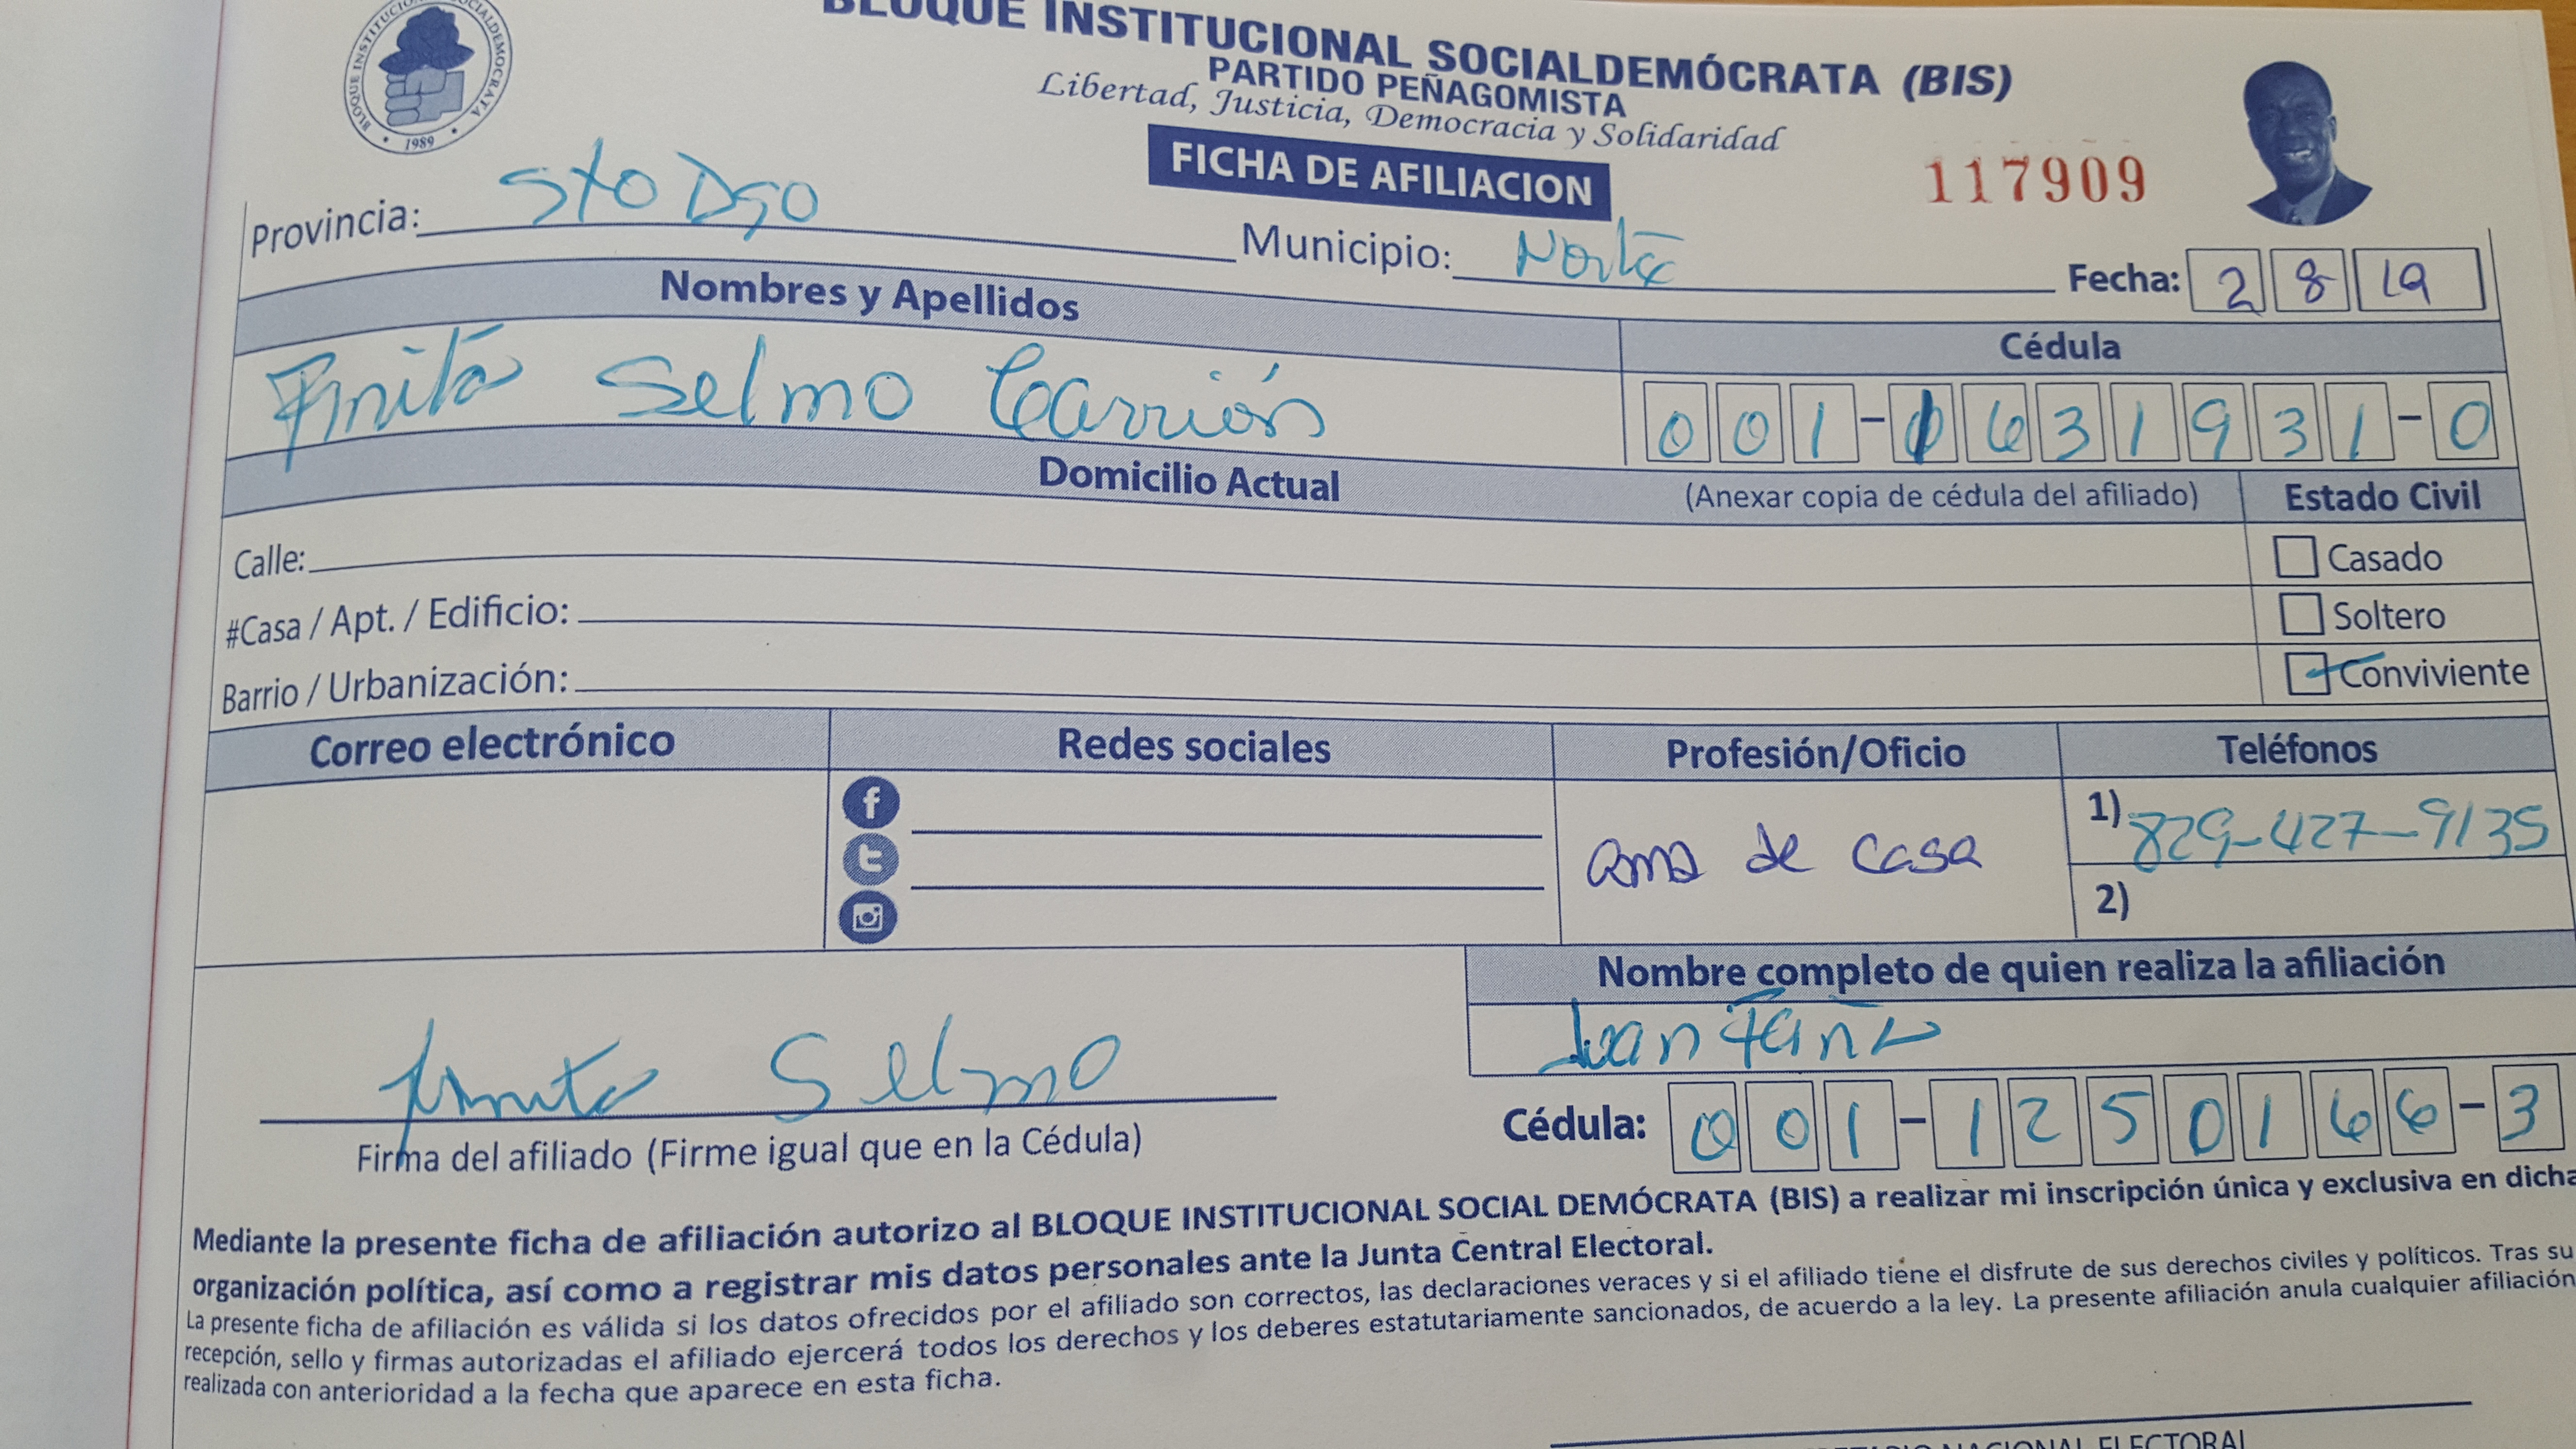 BLOQUE INSTITUCIONAL SOCIALDEMÓCRATA (BIS)
PARTIDO PEÑAGOMISTA
Libertad, Justicia, Democracia y Solidaridad
BLOQUE INSTITUCIONAL SOCIALDEMOCRATA
1989
FICHA DE AFILIACION
117909
Provincia: Sto Dgo
Municipio: Norte
Fecha: 2 8 19
Nombres y Apellidos
Cédula
Selmo Carrión
001-0631931-0
Domicilio Actual
(Anexar copia de cédula del afiliado)
Estado Civil
Calle:
Casado
#Casa / Apt. / Edificio:
Soltero
Barrio / Urbanización:
Conviviente
Correo electrónico
Redes sociales
Profesión/Oficio
Teléfonos
f
t
ama de casa
1) 829-427-9135
2)
Nombre completo de quien realiza la afiliación
Juan
Selmo
Firma del afiliado (Firme igual que en la Cédula)
Cédula: 001-1250166-3
Mediante la presente ficha de afiliación autorizo al BLOQUE INSTITUCIONAL SOCIAL DEMÓCRATA (BIS) a realizar mi inscripción única y exclusiva en dicha
organización política, así como a registrar mis datos personales ante la Junta Central Electoral.
La presente ficha de afiliación es válida si los datos ofrecidos por el afiliado son correctos, las declaraciones veraces y si el afiliado tiene el disfrute de sus derechos civiles y políticos. Tras su
recepción, sello y firmas autorizadas el afiliado ejercerá todos los derechos y los deberes estatutariamente sancionados, de acuerdo a la ley. La presente afiliación anula cualquier afiliación
realizada con anterioridad a la fecha que aparece en esta ficha.
NACIONAL ELECTORAL